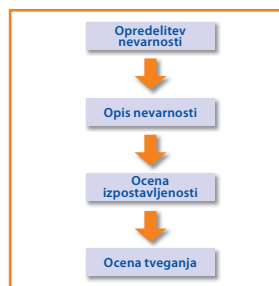 Opredelitev
nevarnosti
Opis nevarnosti
Ocena
izpostavljenosti
Ocena tveganja